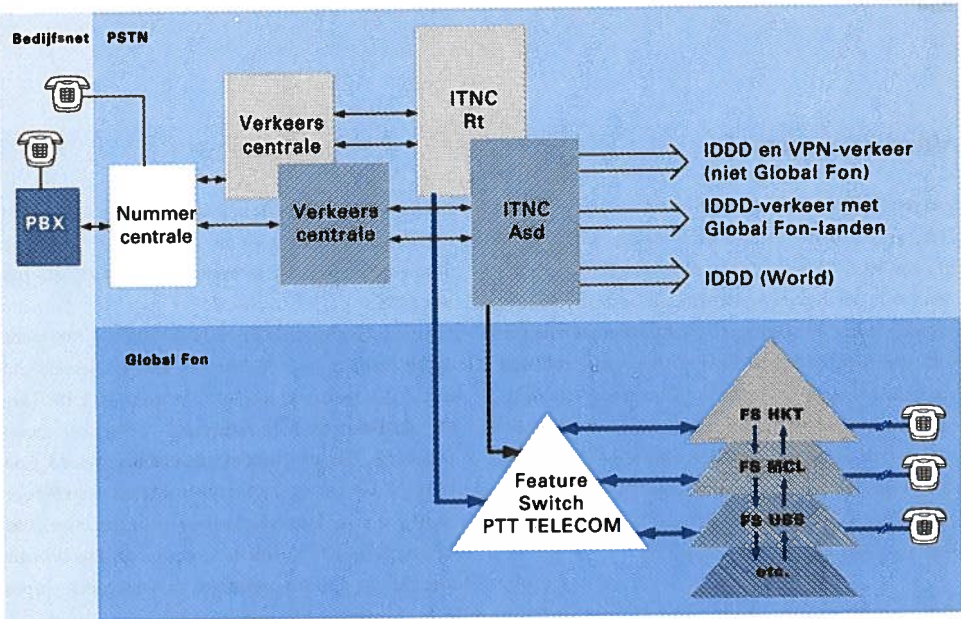 Bedijfsnet PSTN
ITNC
Rt
Verkeers
centrale
IDDD en VPN-verkeer
(niet Global Fon)
PBX
Nummer
centrale
Verkeers
centrale
ITNC
Asd
IDDD-verkeer met
Global Fon-landen
IDDD (World)
Global Fon
Feature
Switch
PTT TELECOM
FS HKT
FS MCL
FS USS
etc.